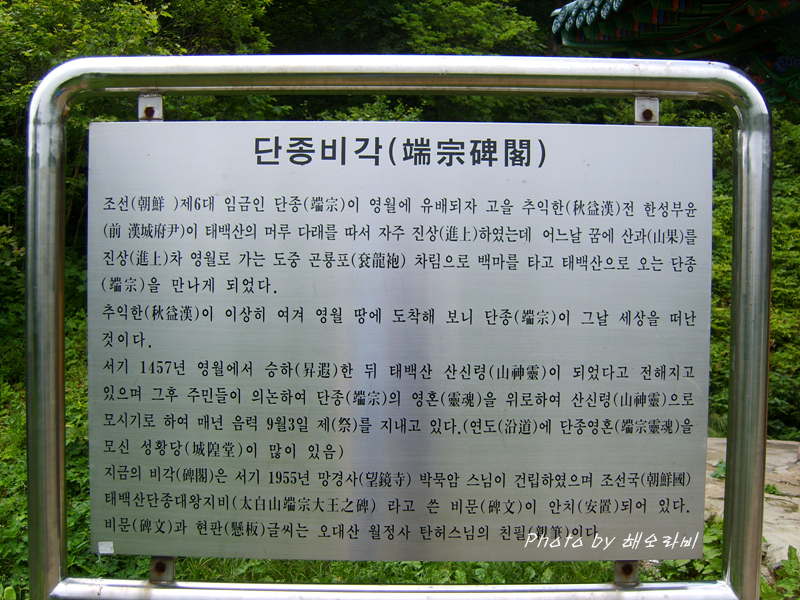 단종비각(端宗碑閣)
조선(朝鮮 )제6대 임금인 단종(端宗)이 영월에 유배되자 고을 추익한(秋益漢)전 한성부윤
(前 漢城府尹)이 태백산의 머루 다래를 따서 자주 진상(進上)하였는데 어느날 꿈에 산과(山果)를
진상(進上)차 영월로 가는 도중 곤룡포(袞龍袍) 차림으로 백마를 타고 태백산으로 오는 단종
(端宗)을 만나게 되었다.
추익한(秋益漢)이 이상히 여겨 영월 땅에 도착해 보니 단종(端宗)이 그날 세상을 떠난
것이다.
서기 1457년 영월에서 승하(昇遐)한 뒤 태백산 산신령(山神靈)이 되었다고 전해지고
있으며 그후 주민들이 의논하여 단종(端宗)의 영혼(靈魂)을 위로하여 산신령(山神靈)으로
모시기로 하여 매년 음력 9월3일 제(祭)를 지내고 있다.(연도(沿道)에 단종영혼(端宗靈魂)을
모신 성황당(城隍堂)이 많이 있음)
지금의 비각(碑閣)은 서기 1955년 망경사(望鏡寺) 박묵암 스님이 건립하였으며 조선국(朝鮮國)
태백산단종대왕지비(太白山端宗大王之碑) 라고 쓴 비문(碑文)이 안치(安置)되어 있다.
비문(碑文)과 현판(懸板)글씨는 오대산 월정사 탄허스님의 친필(親筆)이다.
Photo by 해소라비